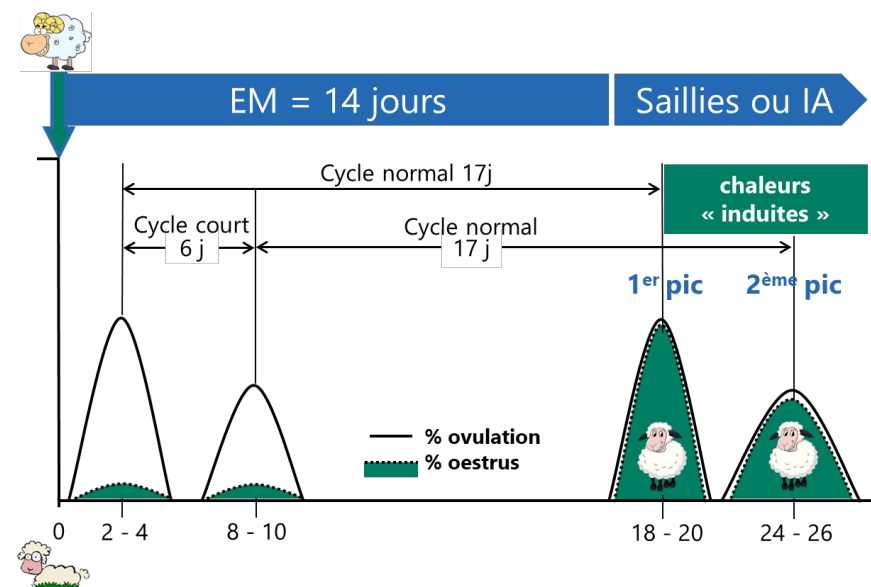 EM = 14 jours
Saillies ou IA
Cycle normal 17j
chaleurs
« induites »
Cycle court
6 j
Cycle normal
17 j
1er pic
2ème pic
% ovulation
% oestrus
0
2 - 4
8 - 10
18 - 20
24 - 26